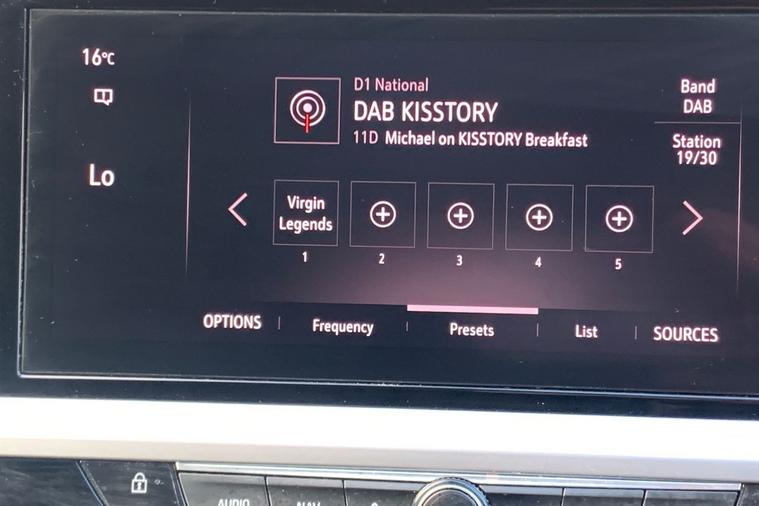 16°C
Lo
D1 National
DAB KISSTORY
11D Michael on KISSTORY Breakfast
Band
DAB
Station
19/30
Virgin
Legends
1
2
3
4
5
OPTIONS
Frequency
Presets
List
SOURCES
AUDIO
NAV